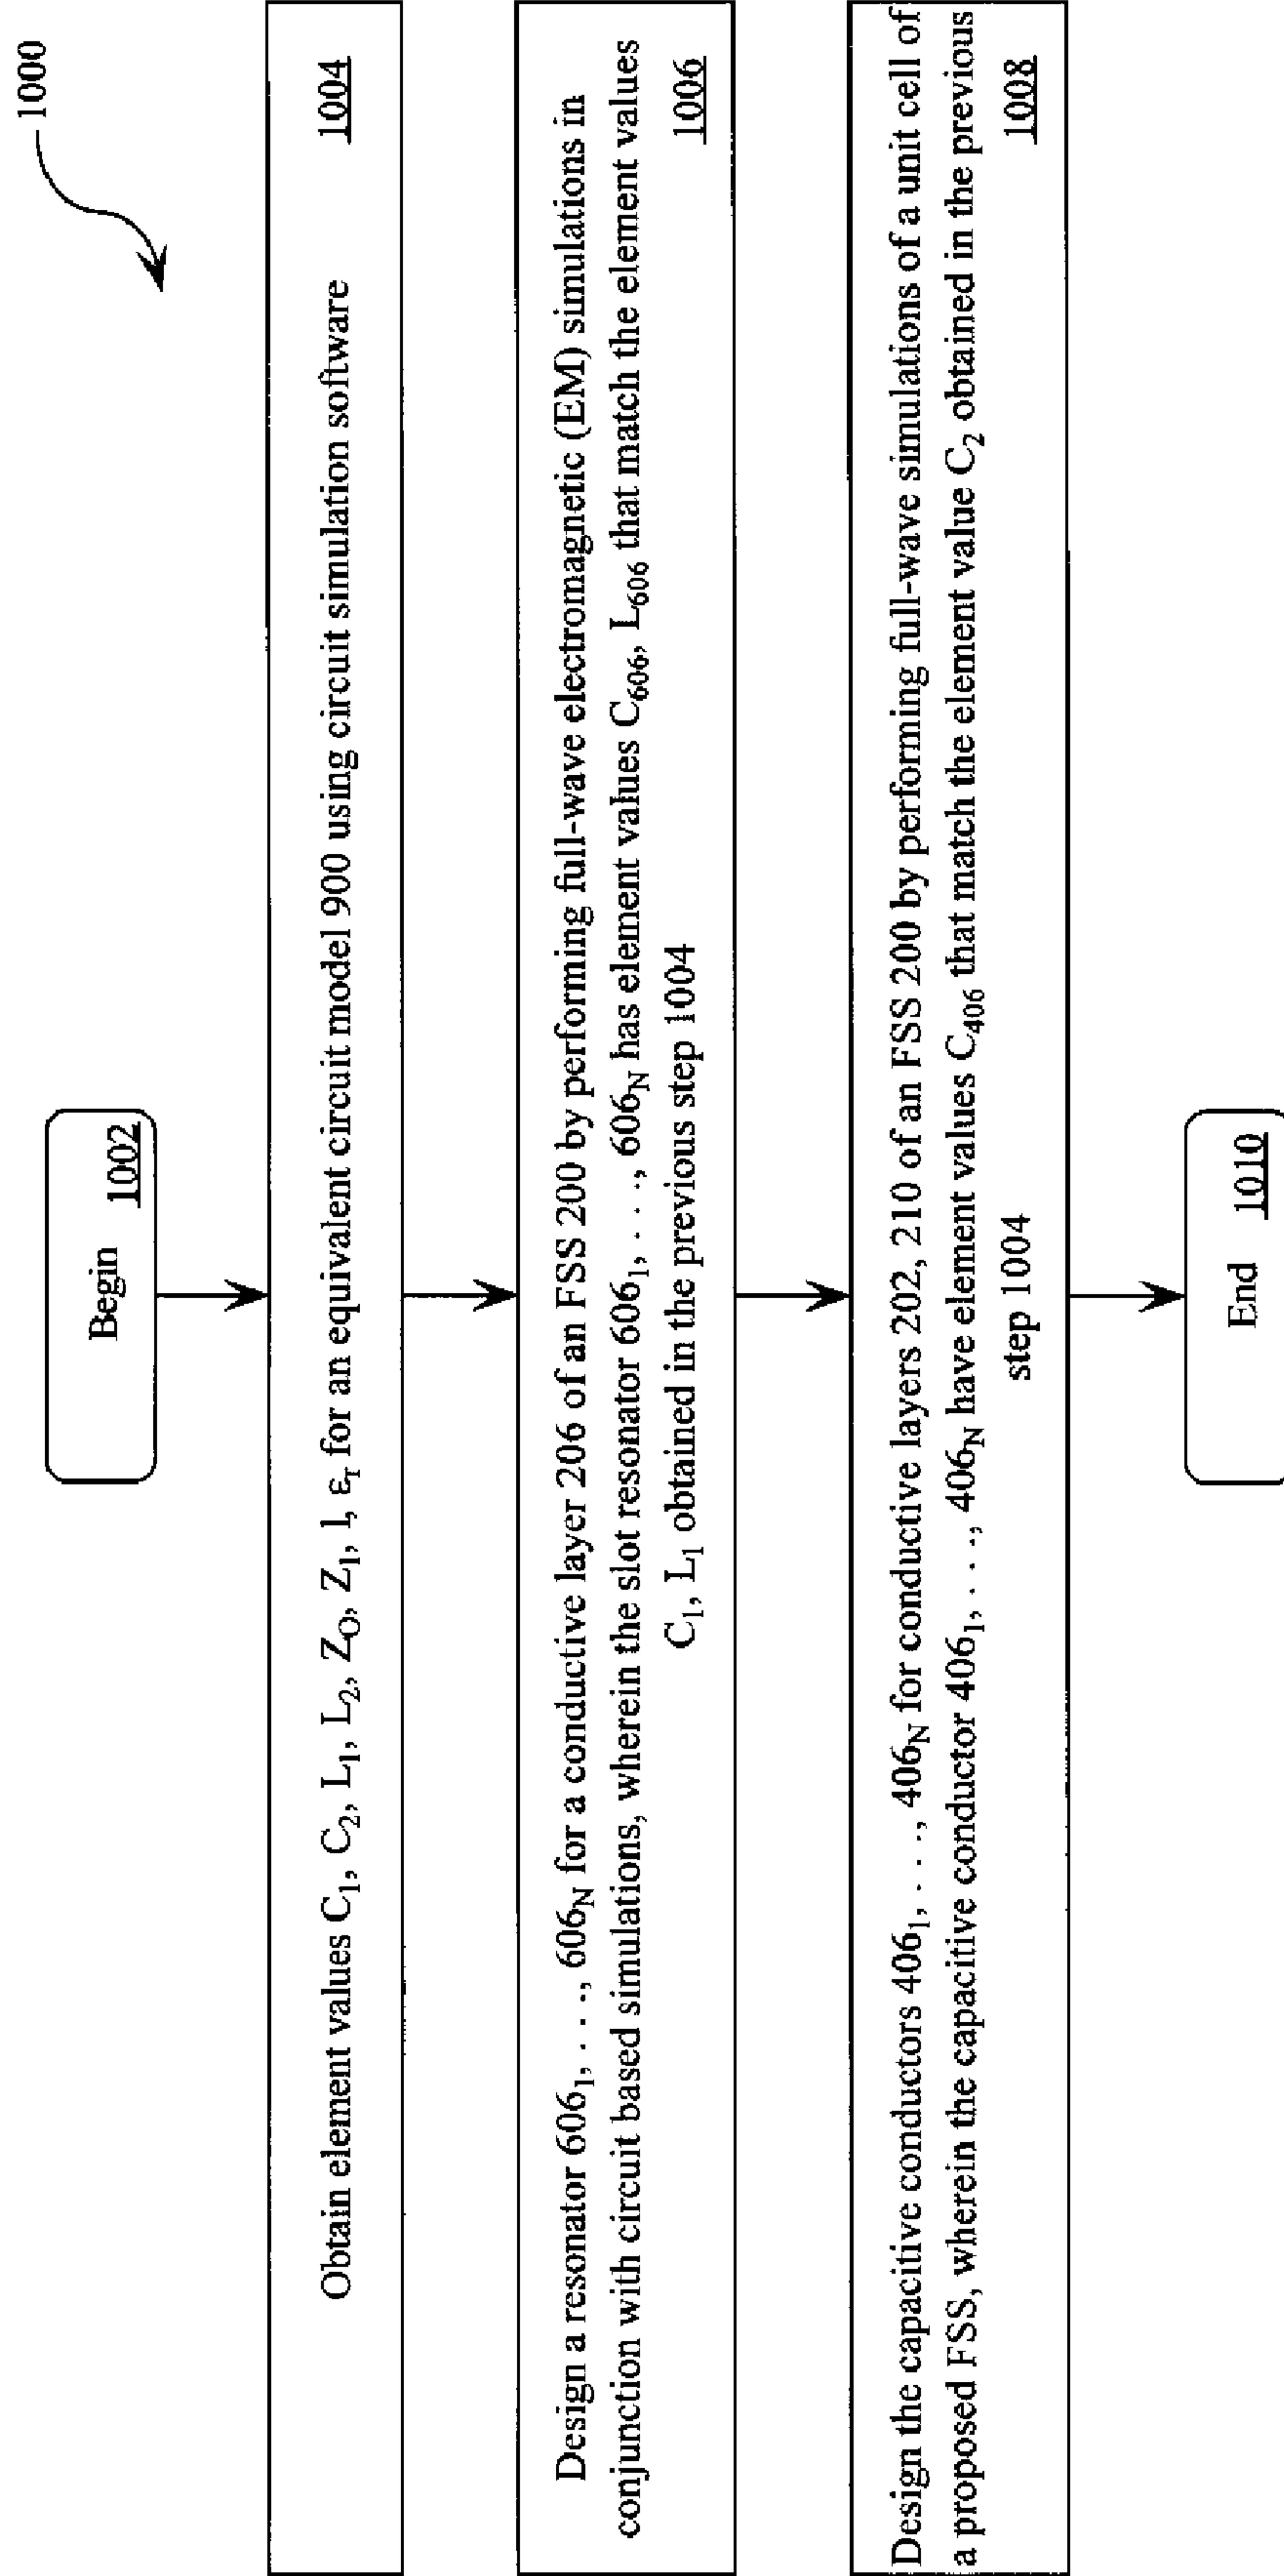 1000
Begin
1002
Obtain element values C₁, C₂, L₁, L₂, Z_O, Z₁, l, ε_r for an equivalent circuit model 900 using circuit simulation software
1004
Design a resonator 606₁, . . ., 606_N for a conductive layer 206 of an FSS 200 by performing full-wave electromagnetic (EM) simulations in
conjunction with circuit based simulations, wherein the slot resonator 606₁, . . ., 606_N has element values C₆₀₆, L₆₀₆ that match the element values
C₁, L₁ obtained in the previous step 1004
1006
Design the capacitive conductors 406₁, . . ., 406_N for conductive layers 202, 210 of an FSS 200 by performing full-wave simulations of a unit cell of
a proposed FSS, wherein the capacitive conductor 406₁, . . ., 406_N have element values C₄₀₆ that match the element value C₂ obtained in the previous
step 1004
1008
End
1010